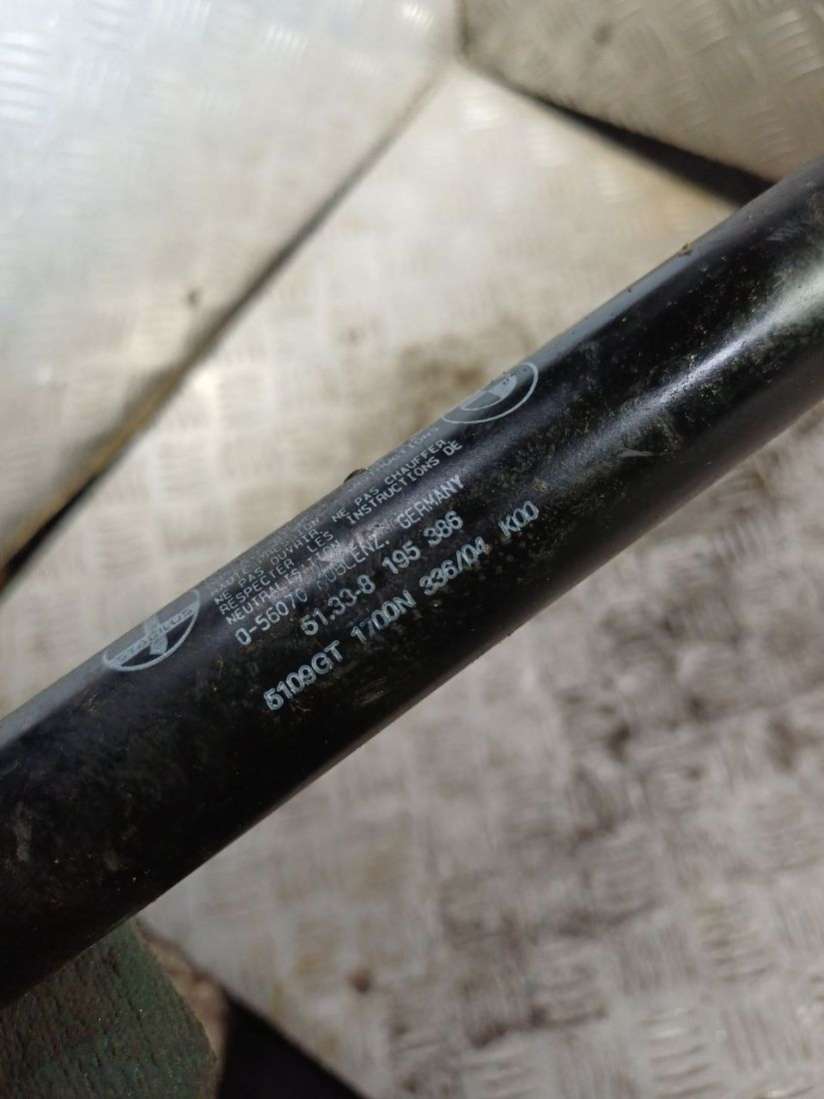 STABILUS
NE PAS OUVRIR NE PAS CHAUFFER
RESPECTER LES INSTRUCTIONS DE
D-56070 KOBLENZ, GERMANY
51.33-8 195 386
5109GT 1700N 336/04 K00